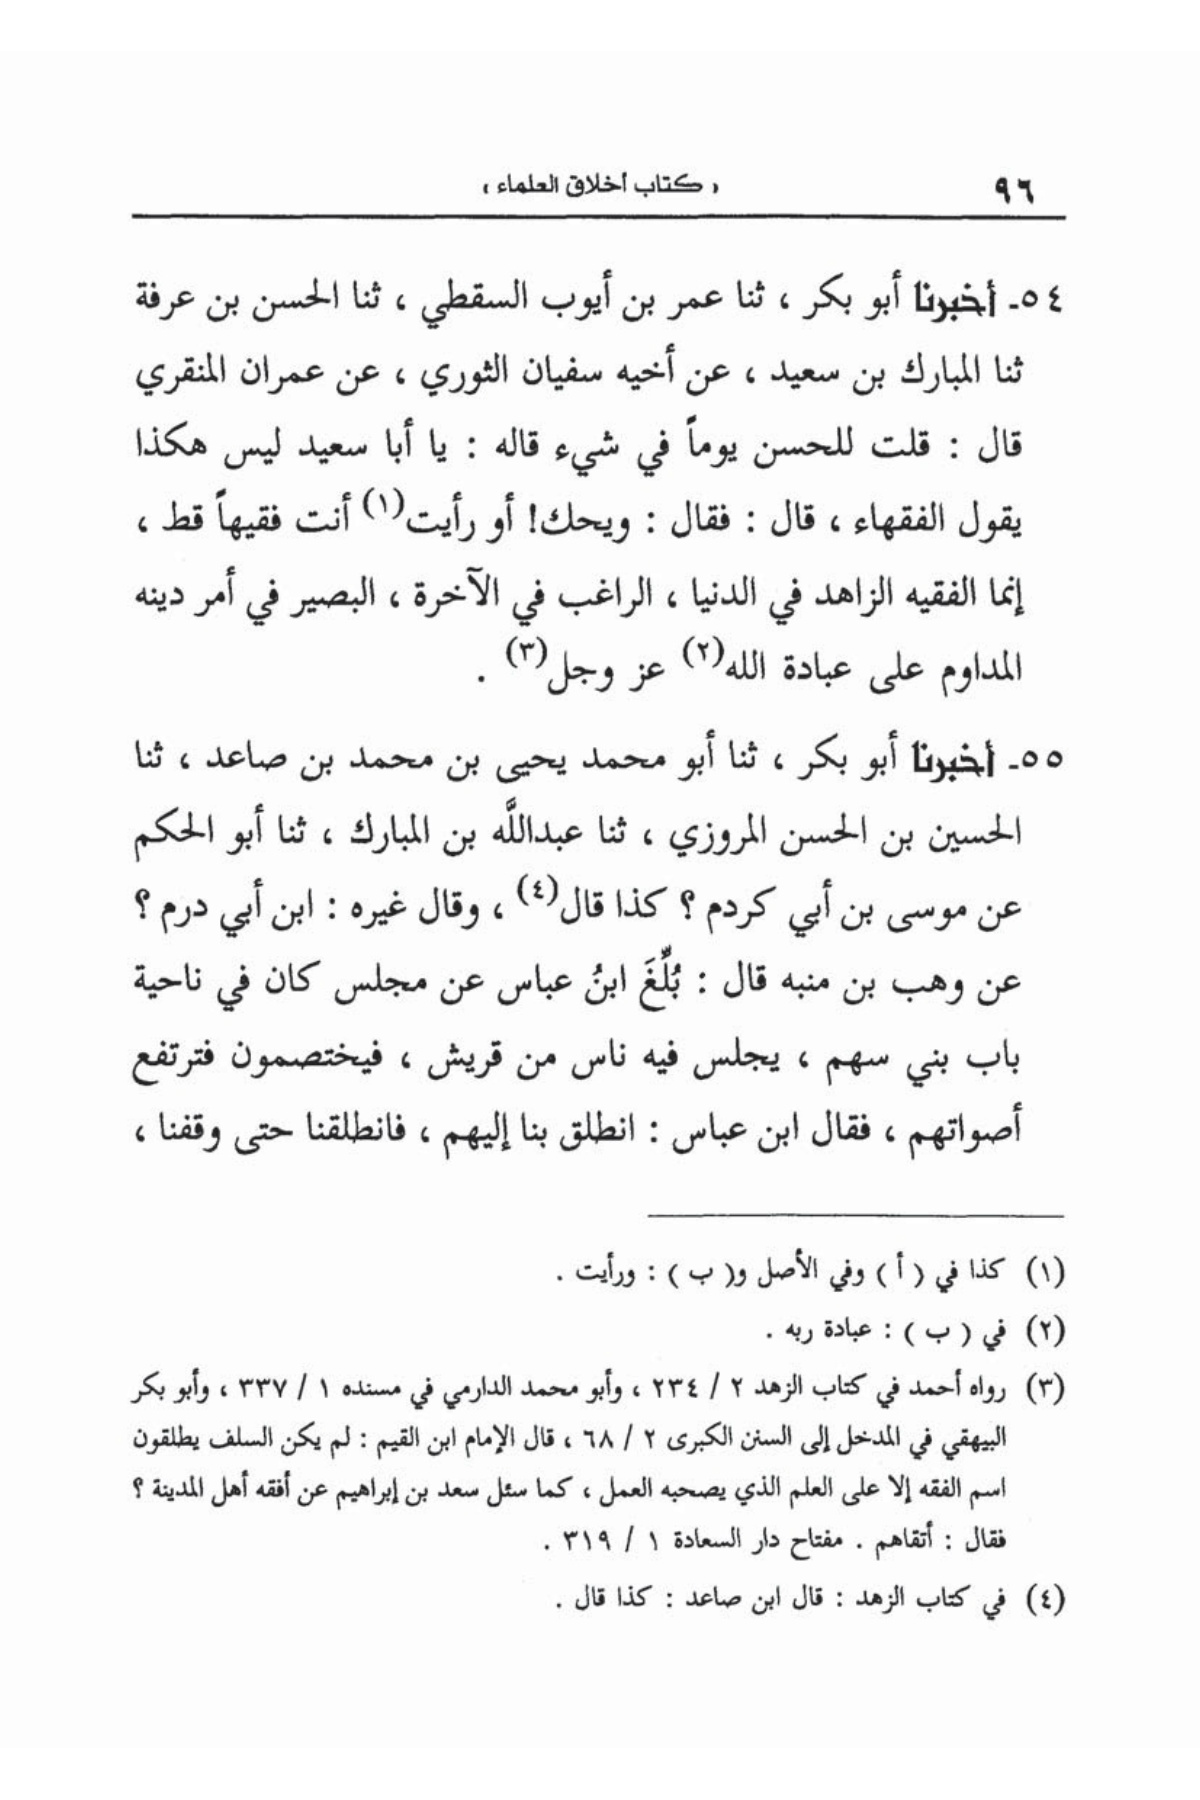 ٩٦
« كتاب أخلاق العلماء »
٥٤- أخبرنا أبو بكر ، ثنا عمر بن أيوب السقطي ، ثنا الحسن بن عرفة
ثنا المبارك بن سعيد ، عن أخيه سفيان الثوري ، عن عمران المنقري
قال : قلت للحسن يوماً في شيء قاله : يا أبا سعيد ليس هكذا
يقول الفقهاء ، قال : فقال : ويحك! أو رأيت(١) أنت فقيهاً قط ،
إنما الفقيه الزاهد في الدنيا ، الراغب في الآخرة ، البصير في أمر دينه
المداوم على عبادة الله(٢) عز وجل(٣) .
٥٥- أخبرنا أبو بكر ، ثنا أبو محمد يحيى بن محمد بن صاعد ، ثنا
الحسين بن الحسن المروزي ، ثنا عبداللَّه بن المبارك ، ثنا أبو الحكم
عن موسى بن أبي كردم ؟ كذا قال(٤) ، وقال غيره : ابن أبي درم ؟
عن وهب بن منبه قال : بُلِّغَ ابنُ عباس عن مجلس كان في ناحية
باب بني سهم ، يجلس فيه ناس من قريش ، فيختصمون فترتفع
أصواتهم ، فقال ابن عباس : انطلق بنا إليهم ، فانطلقنا حتى وقفنا ،
(١) كذا في ( أ ) وفي الأصل و( ب ) : ورأيت .
(٢) في ( ب ) : عبادة ربه .
(٣) رواه أحمد في كتاب الزهد ٢ / ٢٣٤ ، وأبو محمد الدارمي في مسنده ١ / ٣٣٧ ، وأبو بكر
البيهقي في المدخل إلى السنن الكبرى ٢ / ٦٨ ، قال الإمام ابن القيم : لم يكن السلف يطلقون
اسم الفقه إلا على العلم الذي يصحبه العمل ، كما سئل سعد بن إبراهيم عن أفقه أهل المدينة ؟
فقال : أتقاهم . مفتاح دار السعادة ١ / ٣١٩ .
(٤) في كتاب الزهد : قال ابن صاعد : كذا قال .